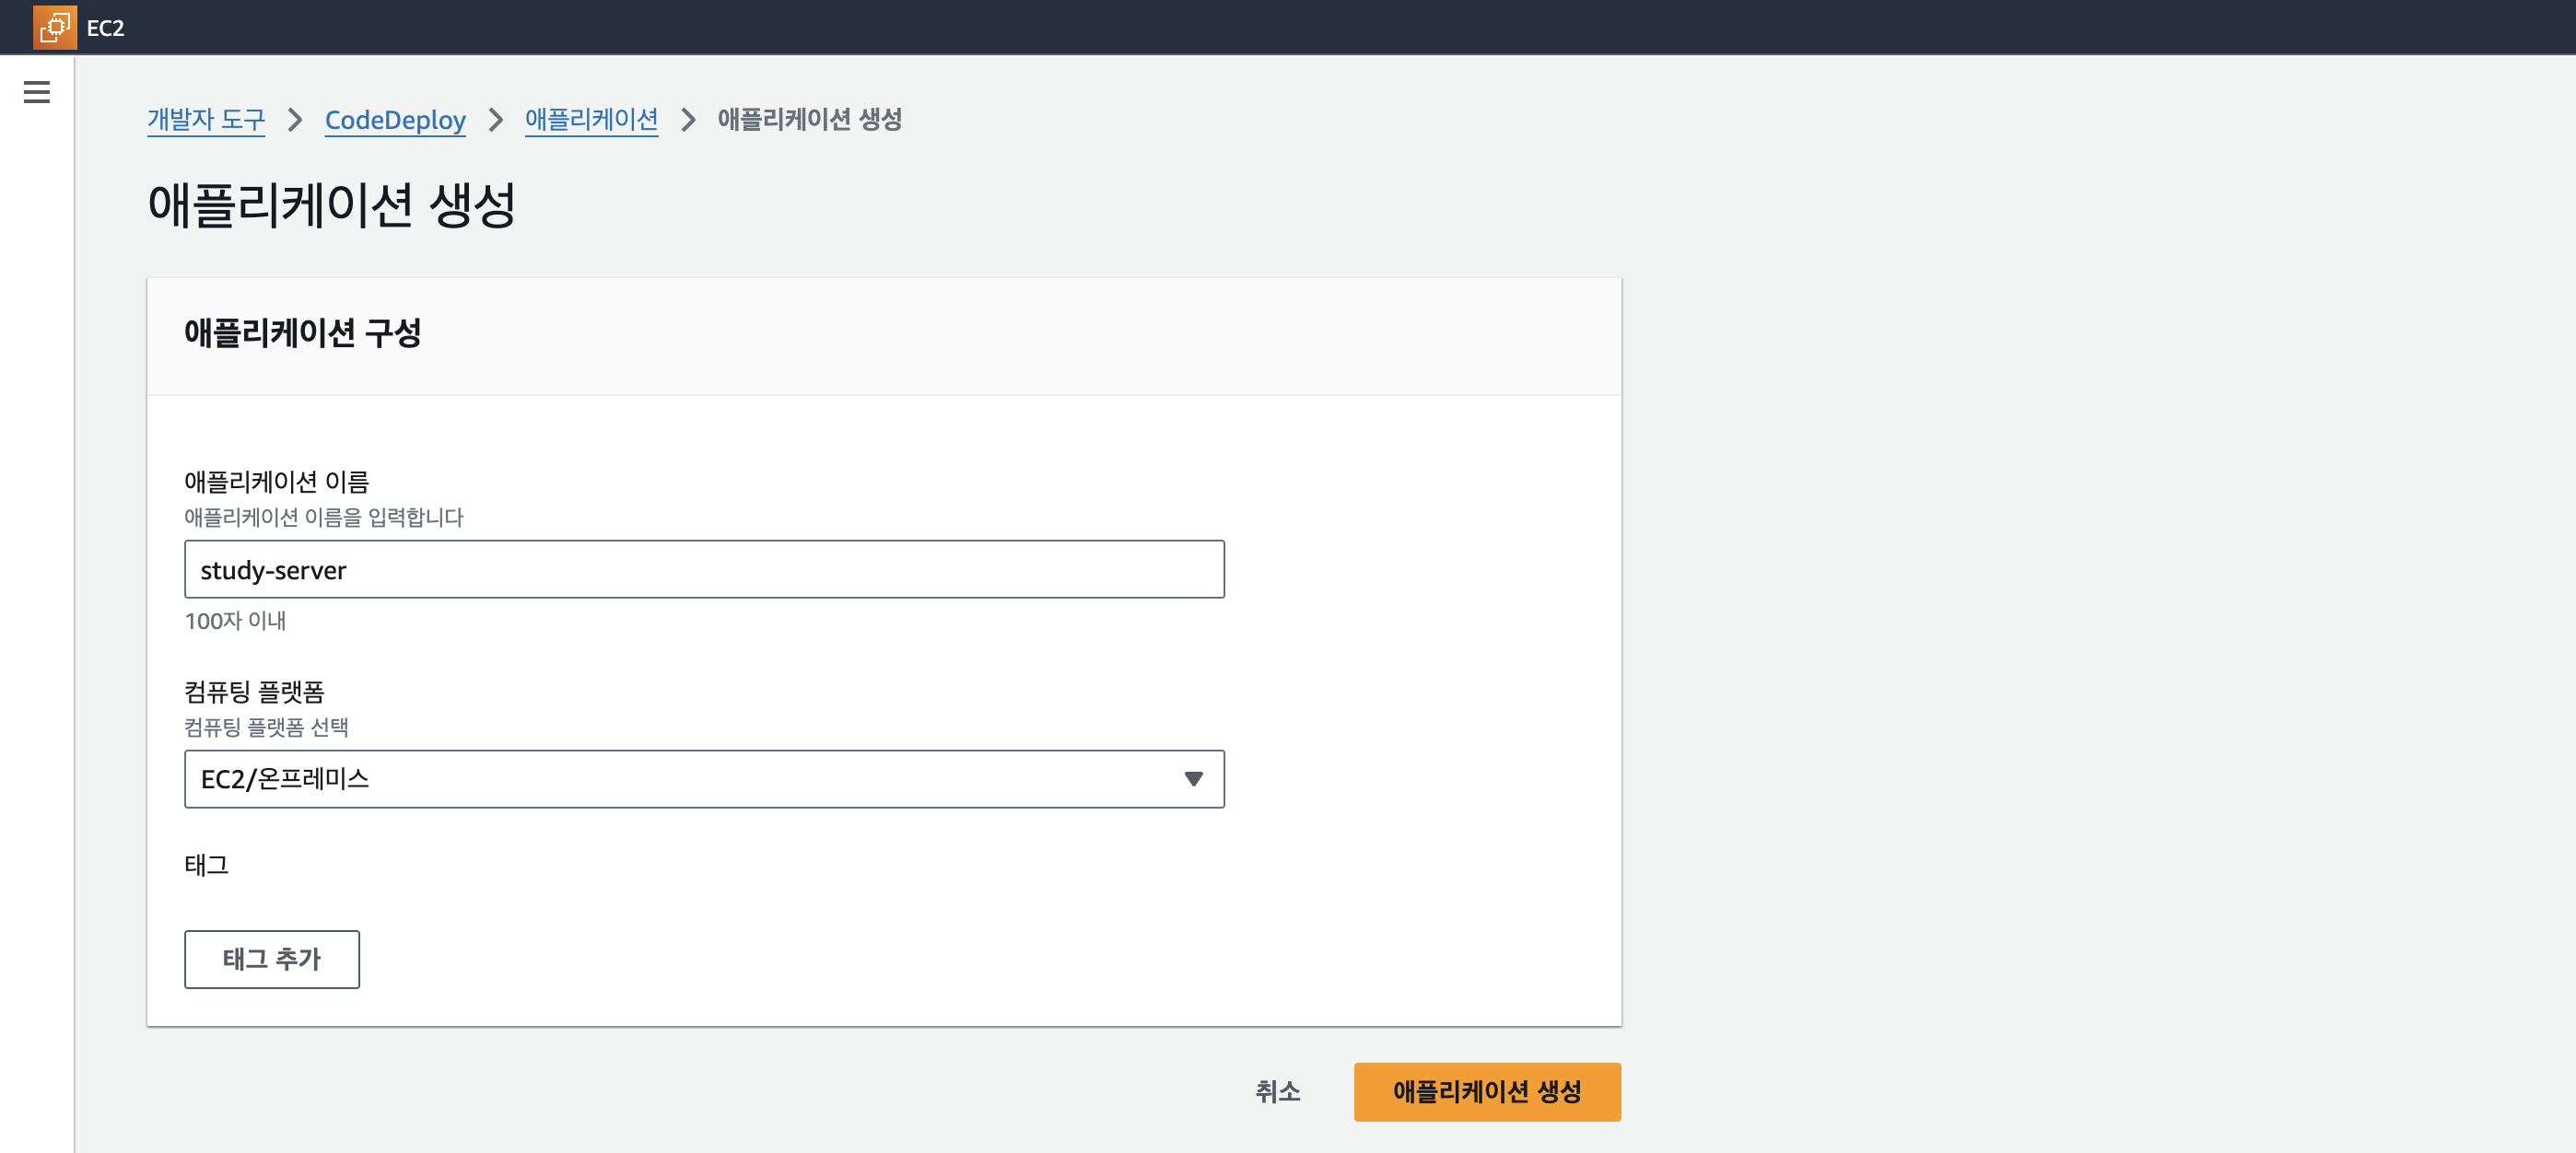 EC2
개발자 도구 > CodeDeploy > 애플리케이션 > 애플리케이션 생성
애플리케이션 생성
애플리케이션 구성
애플리케이션 이름
애플리케이션 이름을 입력합니다
study-server
100자 이내
컴퓨팅 플랫폼
컴퓨팅 플랫폼 선택
EC2/온프레미스
태그
태그 추가
취소
애플리케이션 생성